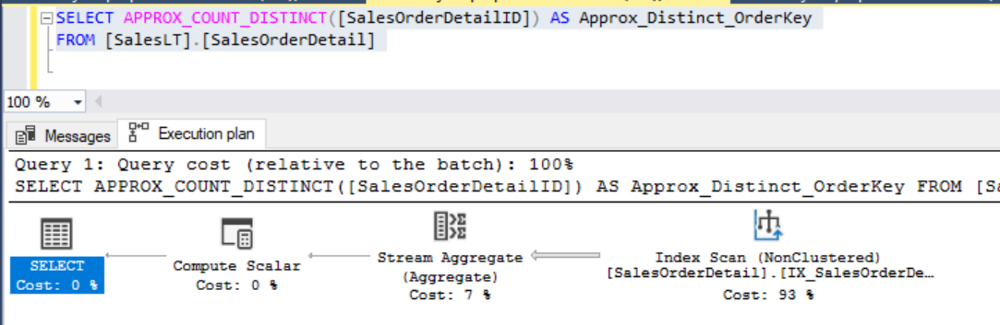 SELECT APPROX_COUNT_DISTINCT([SalesOrderDetailID]) AS Approx_Distinct_OrderKey
FROM [SalesLT].[SalesOrderDetail]
100 %
Messages Execution plan
Query 1: Query cost (relative to the batch): 100%
SELECT APPROX_COUNT_DISTINCT([SalesOrderDetailID]) AS Approx_Distinct_OrderKey FROM [Sa
SELECT
Cost: 0 %
Compute Scalar
Cost: 0 %
Stream Aggregate
(Aggregate)
Cost: 7 %
Index Scan (NonClustered)
[SalesOrderDetail].[IX_SalesOrderDe…
Cost: 93 %